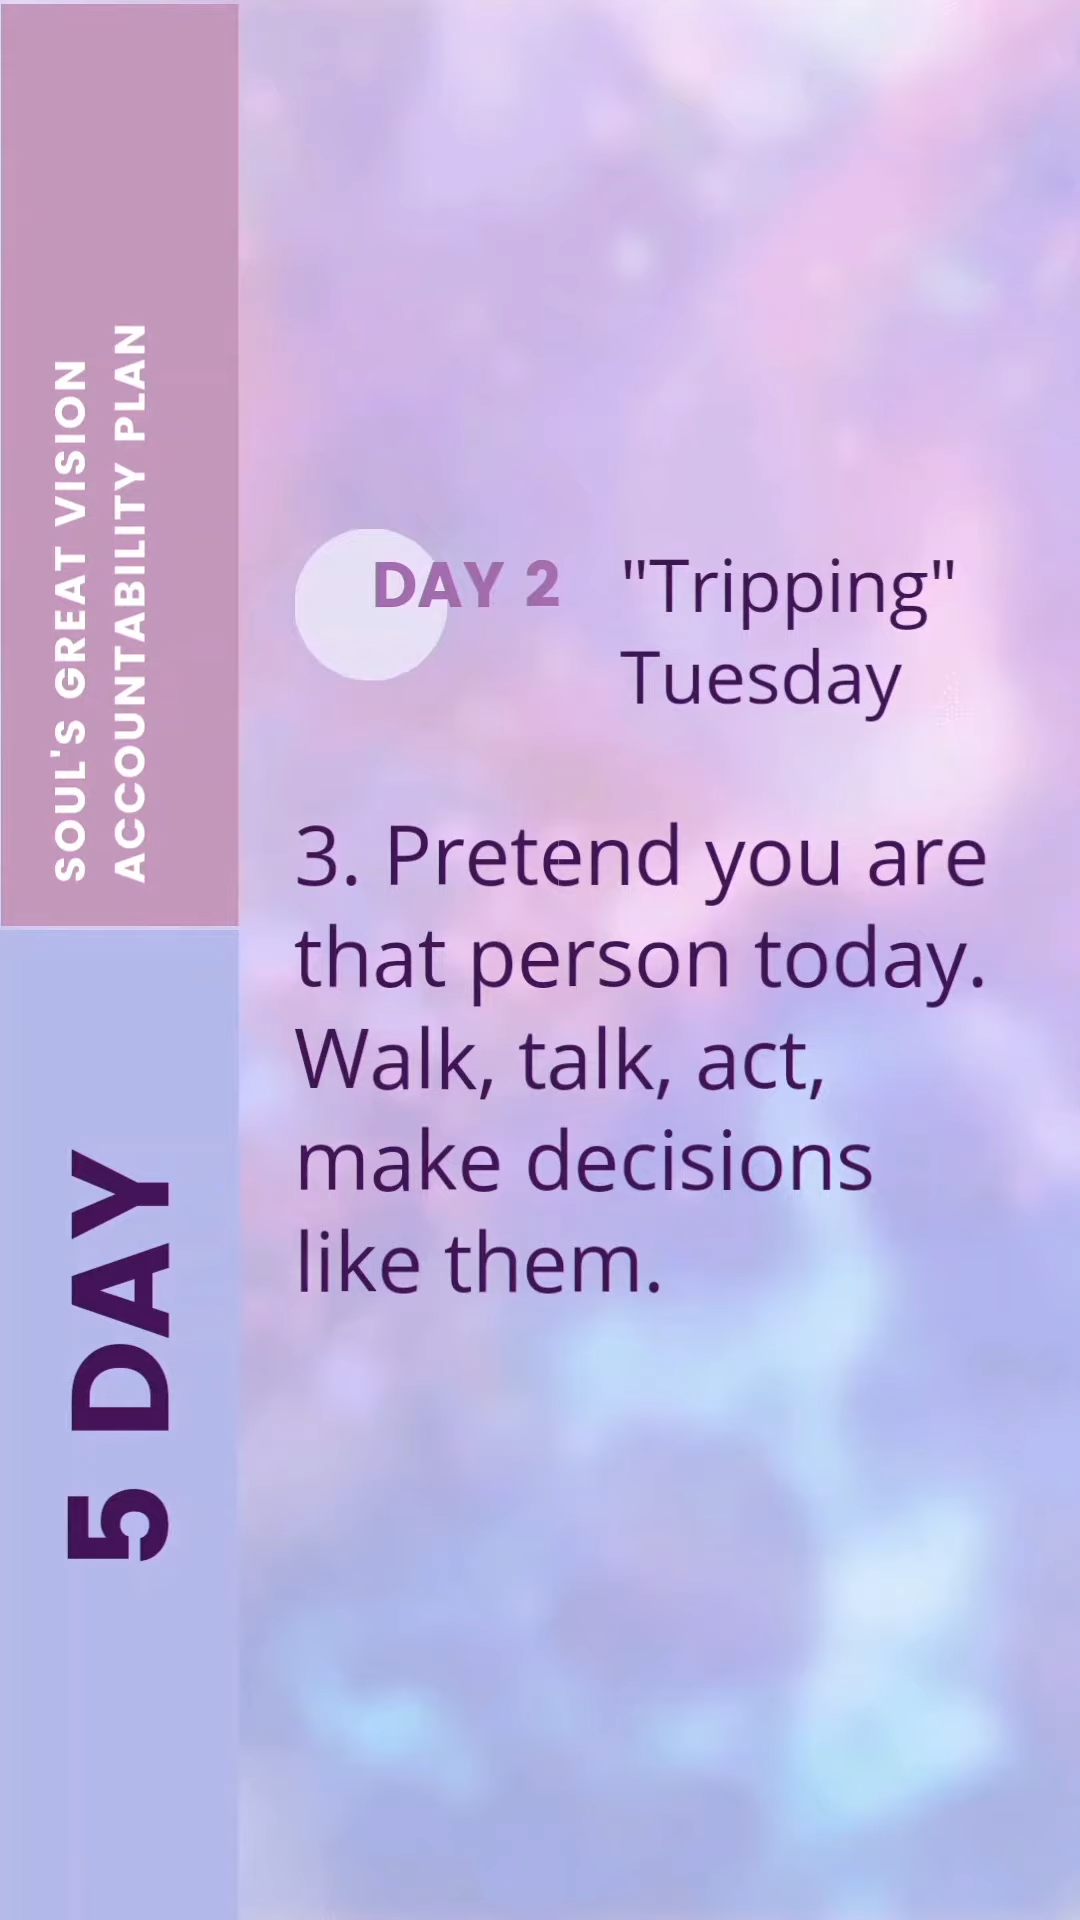 SOUL'S GREAT VISION
ACCOUNTABILITY PLAN
5 DAY
DAY 2
"Tripping"
Tuesday
3. Pretend you are
that person today.
Walk, talk, act,
make decisions
like them.